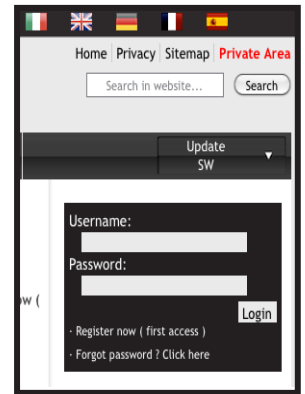 Home Privacy Sitemap Private Area
Search in website... Search
Update
SW
Username:
Password:
ow (
Login
· Register now ( first access )
· Forgot password ? Click here